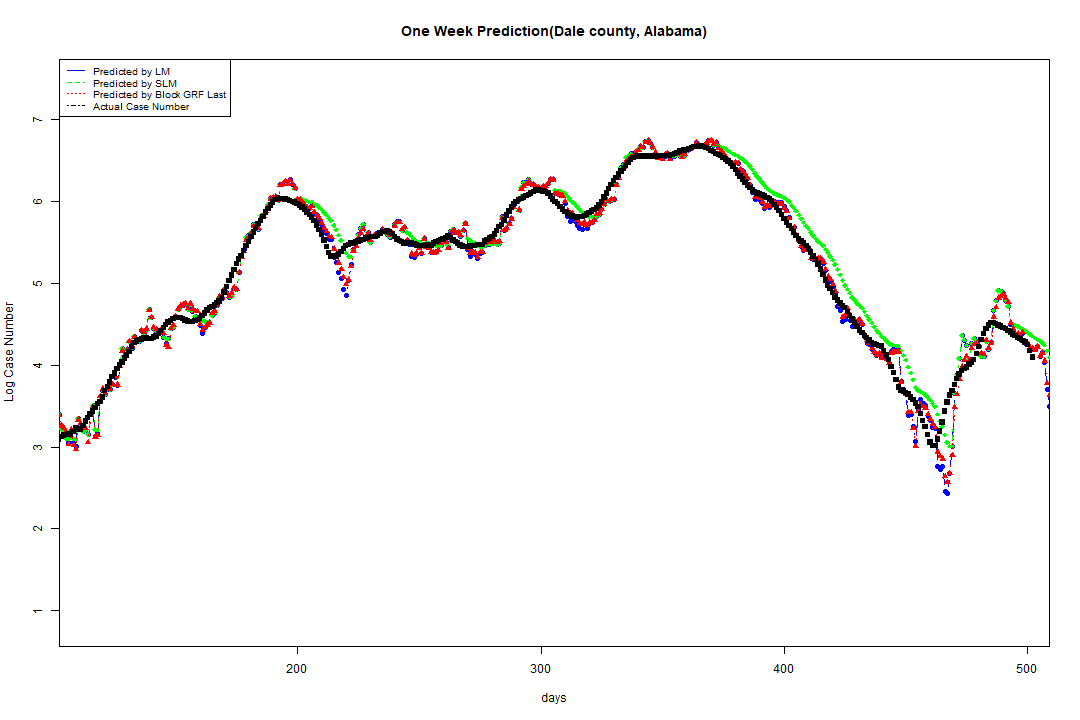 One Week Prediction(Dale county, Alabama)
Predicted by LM
Predicted by SLM
Predicted by Block GRF Last
Actual Case Number
7
6
5
4
3
2
1
Log Case Number
200
300
400
500
days